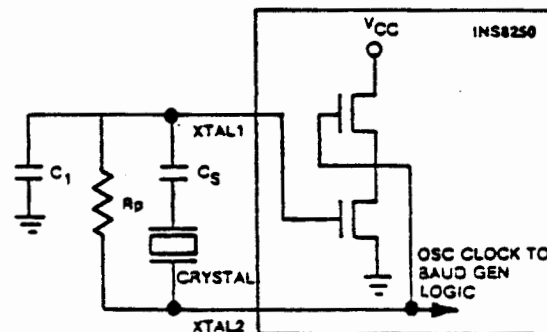 VCC
INS8250
XTAL1
C1
RP
CS
CRYSTAL
OSC CLOCK TO
BAUD GEN
LOGIC
XTAL2